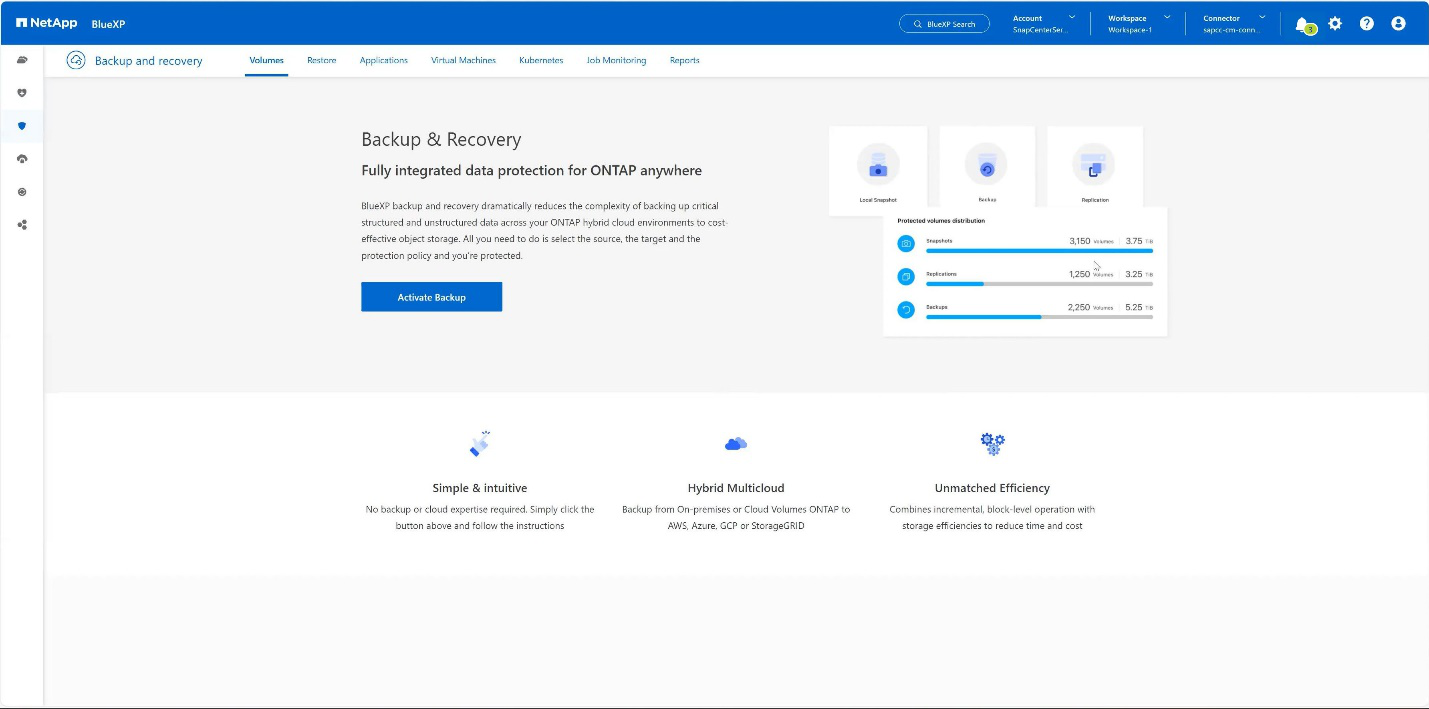 NetApp BlueXP
BlueXP Search
Account
SnapCenterSer...
Workspace
Workspace-1
Connector
sapcc-cm-conn...
3
Backup and recovery
Volumes
Restore
Applications
Virtual Machines
Kubernetes
Job Monitoring
Reports
Backup & Recovery
Fully integrated data protection for ONTAP anywhere
BlueXP backup and recovery dramatically reduces the complexity of backing up critical
structured and unstructured data across your ONTAP hybrid cloud environments to cost-
effective object storage. All you need to do is select the source, the target and the
protection policy and you're protected.
Activate Backup
Local Snapshot
Backup
Replication
Protected volumes distribution
Snapshots 3,150 Volumes 3.75 TiB
Replications 1,250 Volumes 3.25 TiB
Backups 2,250 Volumes 5.25 TiB
Simple & intuitive
No backup or cloud expertise required. Simply click the
button above and follow the instructions
Hybrid Multicloud
Backup from On-premises or Cloud Volumes ONTAP to
AWS, Azure, GCP or StorageGRID
Unmatched Efficiency
Combines incremental, block-level operation with
storage efficiencies to reduce time and cost